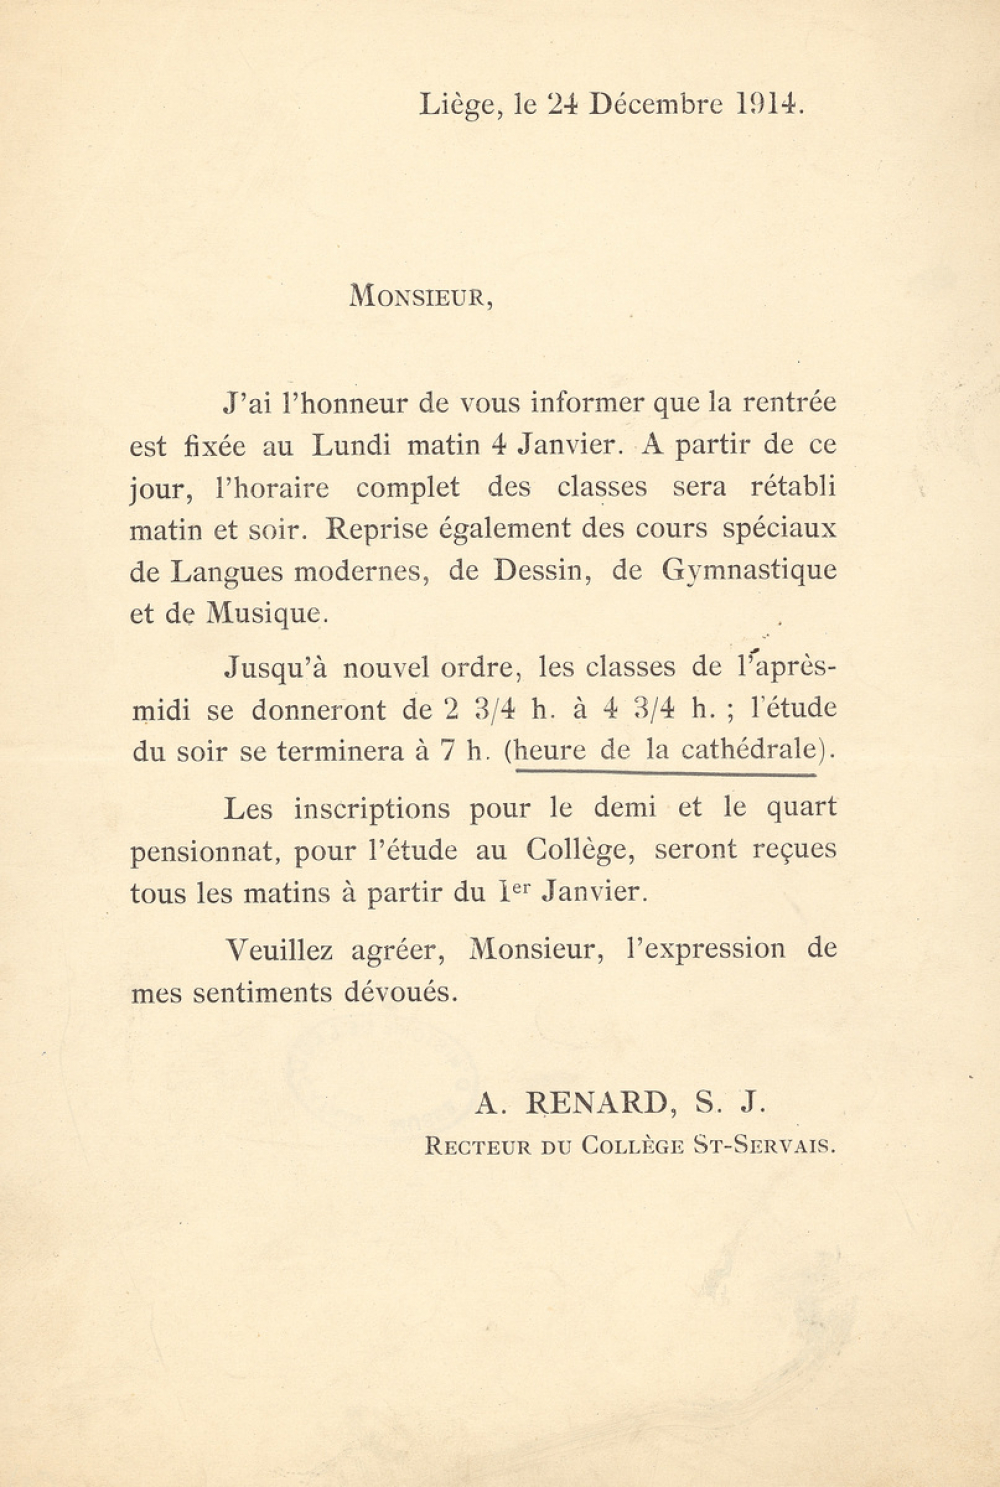 Liège, le 24 Décembre 1914.
Monsieur,
J'ai l'honneur de vous informer que la rentrée
est fixée au Lundi matin 4 Janvier. A partir de ce
jour, l'horaire complet des classes sera rétabli
matin et soir. Reprise également des cours spéciaux
de Langues modernes, de Dessin, de Gymnastique
et de Musique.
Jusqu'à nouvel ordre, les classes de l'après-
midi se donneront de 2 3/4 h. à 4 3/4 h. ; l'étude
du soir se terminera à 7 h. (heure de la cathédrale).
Les inscriptions pour le demi et le quart
pensionnat, pour l'étude au Collège, seront reçues
tous les matins à partir du 1er Janvier.
Veuillez agréer, Monsieur, l'expression de
mes sentiments dévoués.
A. RENARD, S. J.
Recteur du Collège St-Servais.